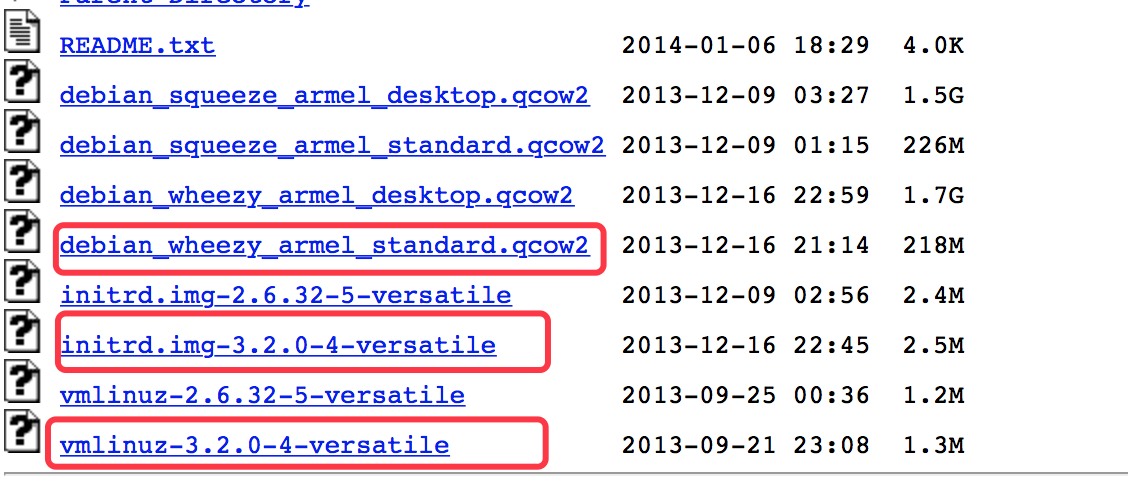 Parent Directory
README.txt 2014-01-06 18:29 4.0K
debian_squeeze_armel_desktop.qcow2 2013-12-09 03:27 1.5G
debian_squeeze_armel_standard.qcow2 2013-12-09 01:15 226M
debian_wheezy_armel_desktop.qcow2 2013-12-16 22:59 1.7G
debian_wheezy_armel_standard.qcow2 2013-12-16 21:14 218M
initrd.img-2.6.32-5-versatile 2013-12-09 02:56 2.4M
initrd.img-3.2.0-4-versatile 2013-12-16 22:45 2.5M
vmlinuz-2.6.32-5-versatile 2013-09-25 00:36 1.2M
vmlinuz-3.2.0-4-versatile 2013-09-21 23:08 1.3M